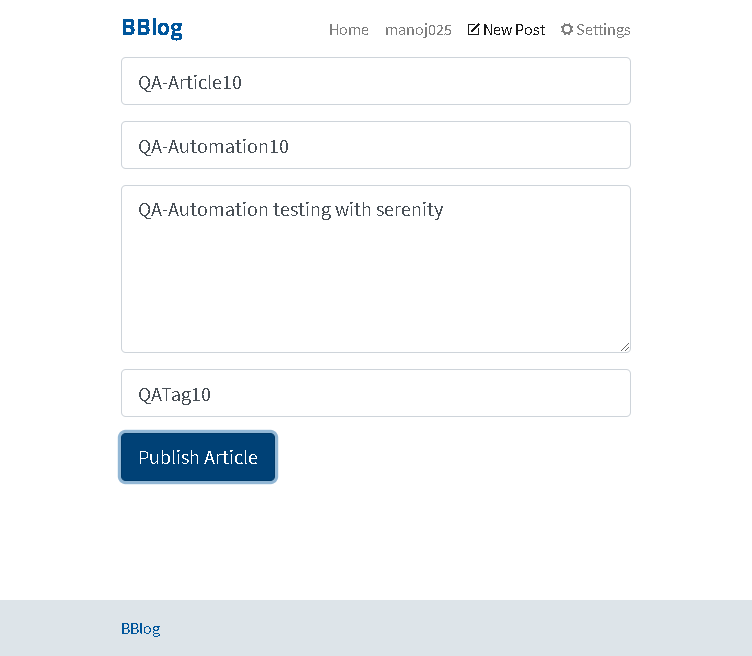 BBlog
Home manoj025 New Post Settings
QA-Article10
QA-Automation10
QA-Automation testing with serenity
QATag10
Publish Article
BBlog